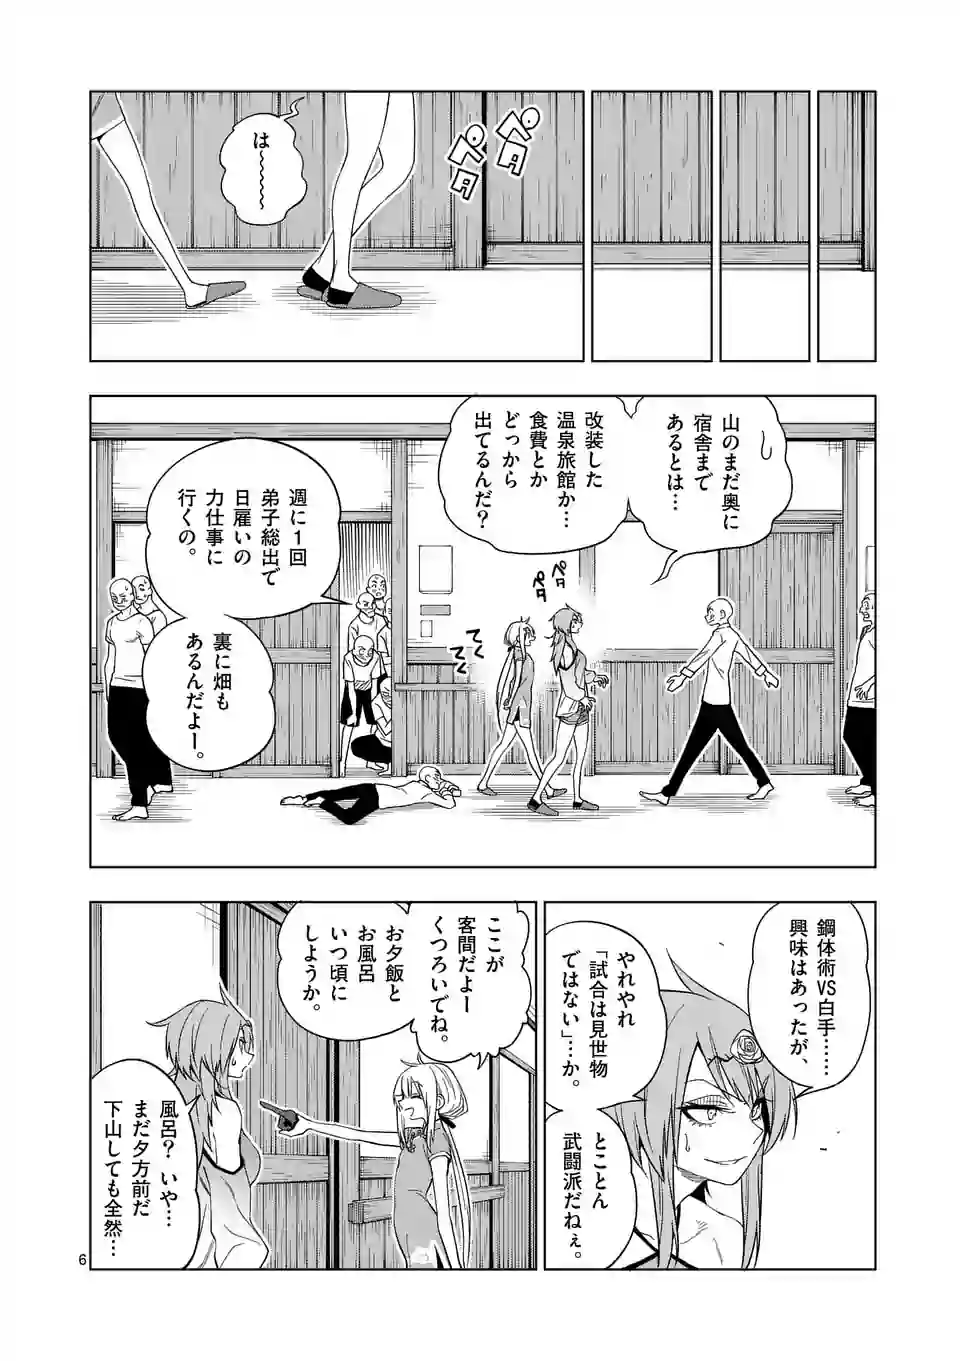 ペタ
ペタ
は～～～～
山のまだ奥に
宿舎まで
あるとは…
改装した
温泉旅館か…
食費とか
どっから
出てるんだ？
ペタ
ペタ
てく
てく
週に1回
弟子総出で
日雇いの
力仕事に
行くの。
裏に畑も
あるんだよー。
鋼体術VS白手……
興味はあったが、
やれやれ
「試合は見世物
ではない」…か。
とことん
武闘派だねぇ。
ここが
客間だよー
くつろいでね。
お夕飯と
お風呂
いつ頃に
しようか。
風呂？いや…
まだ夕方前だ
下山しても全然…
6